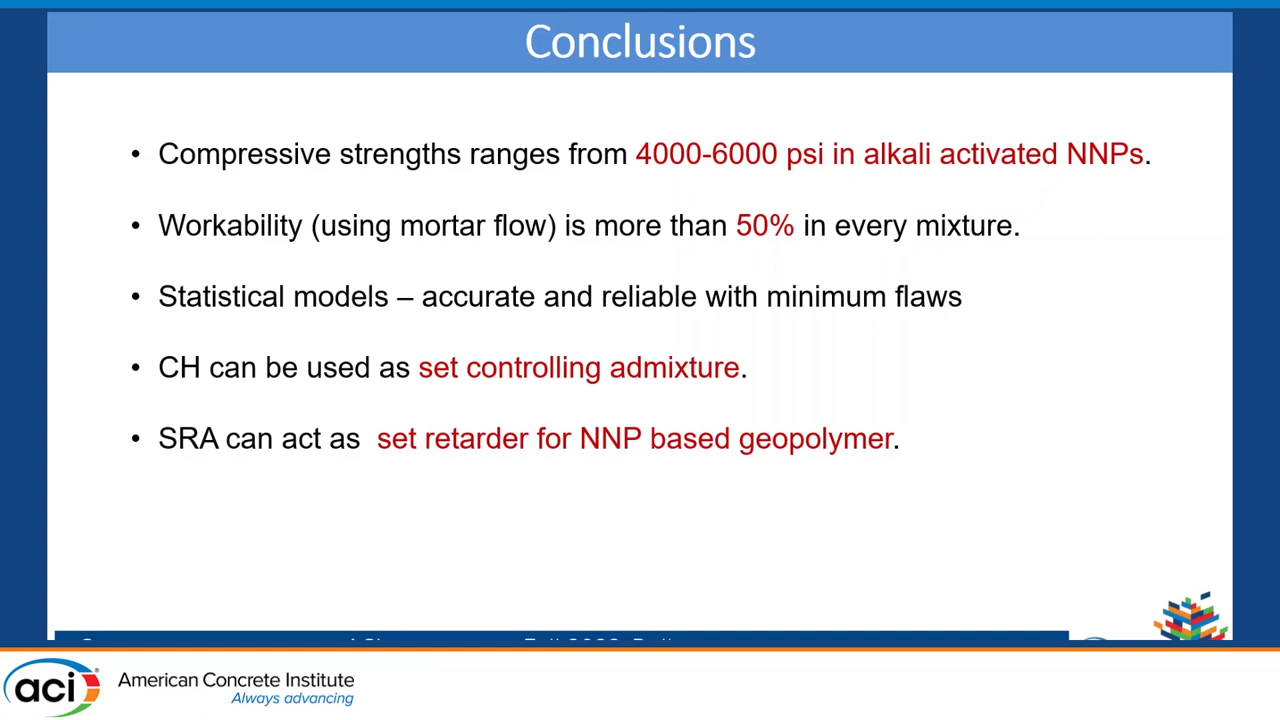 Conclusions
• Compressive strengths ranges from 4000-6000 psi in alkali activated NNPs.
• Workability (using mortar flow) is more than 50% in every mixture.
• Statistical models – accurate and reliable with minimum flaws
• CH can be used as set controlling admixture.
• SRA can act as set retarder for NNP based geopolymer.
aci®
American Concrete Institute
Always advancing